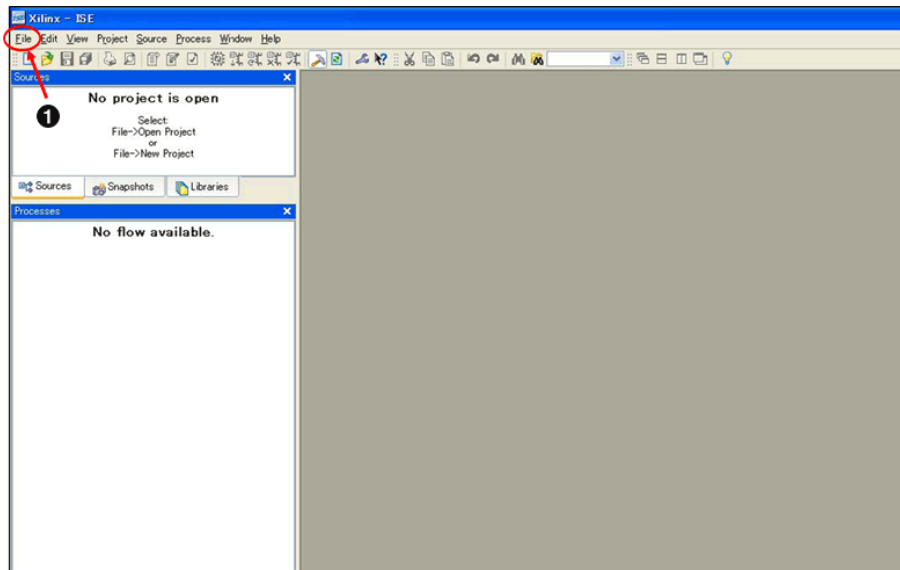 Xilinx - ISE
File Edit View Project Source Process Window Help
Sources
No project is open
Select:
File->Open Project
or
File->New Project
1
Sources Snapshots Libraries
Processes
No flow available.